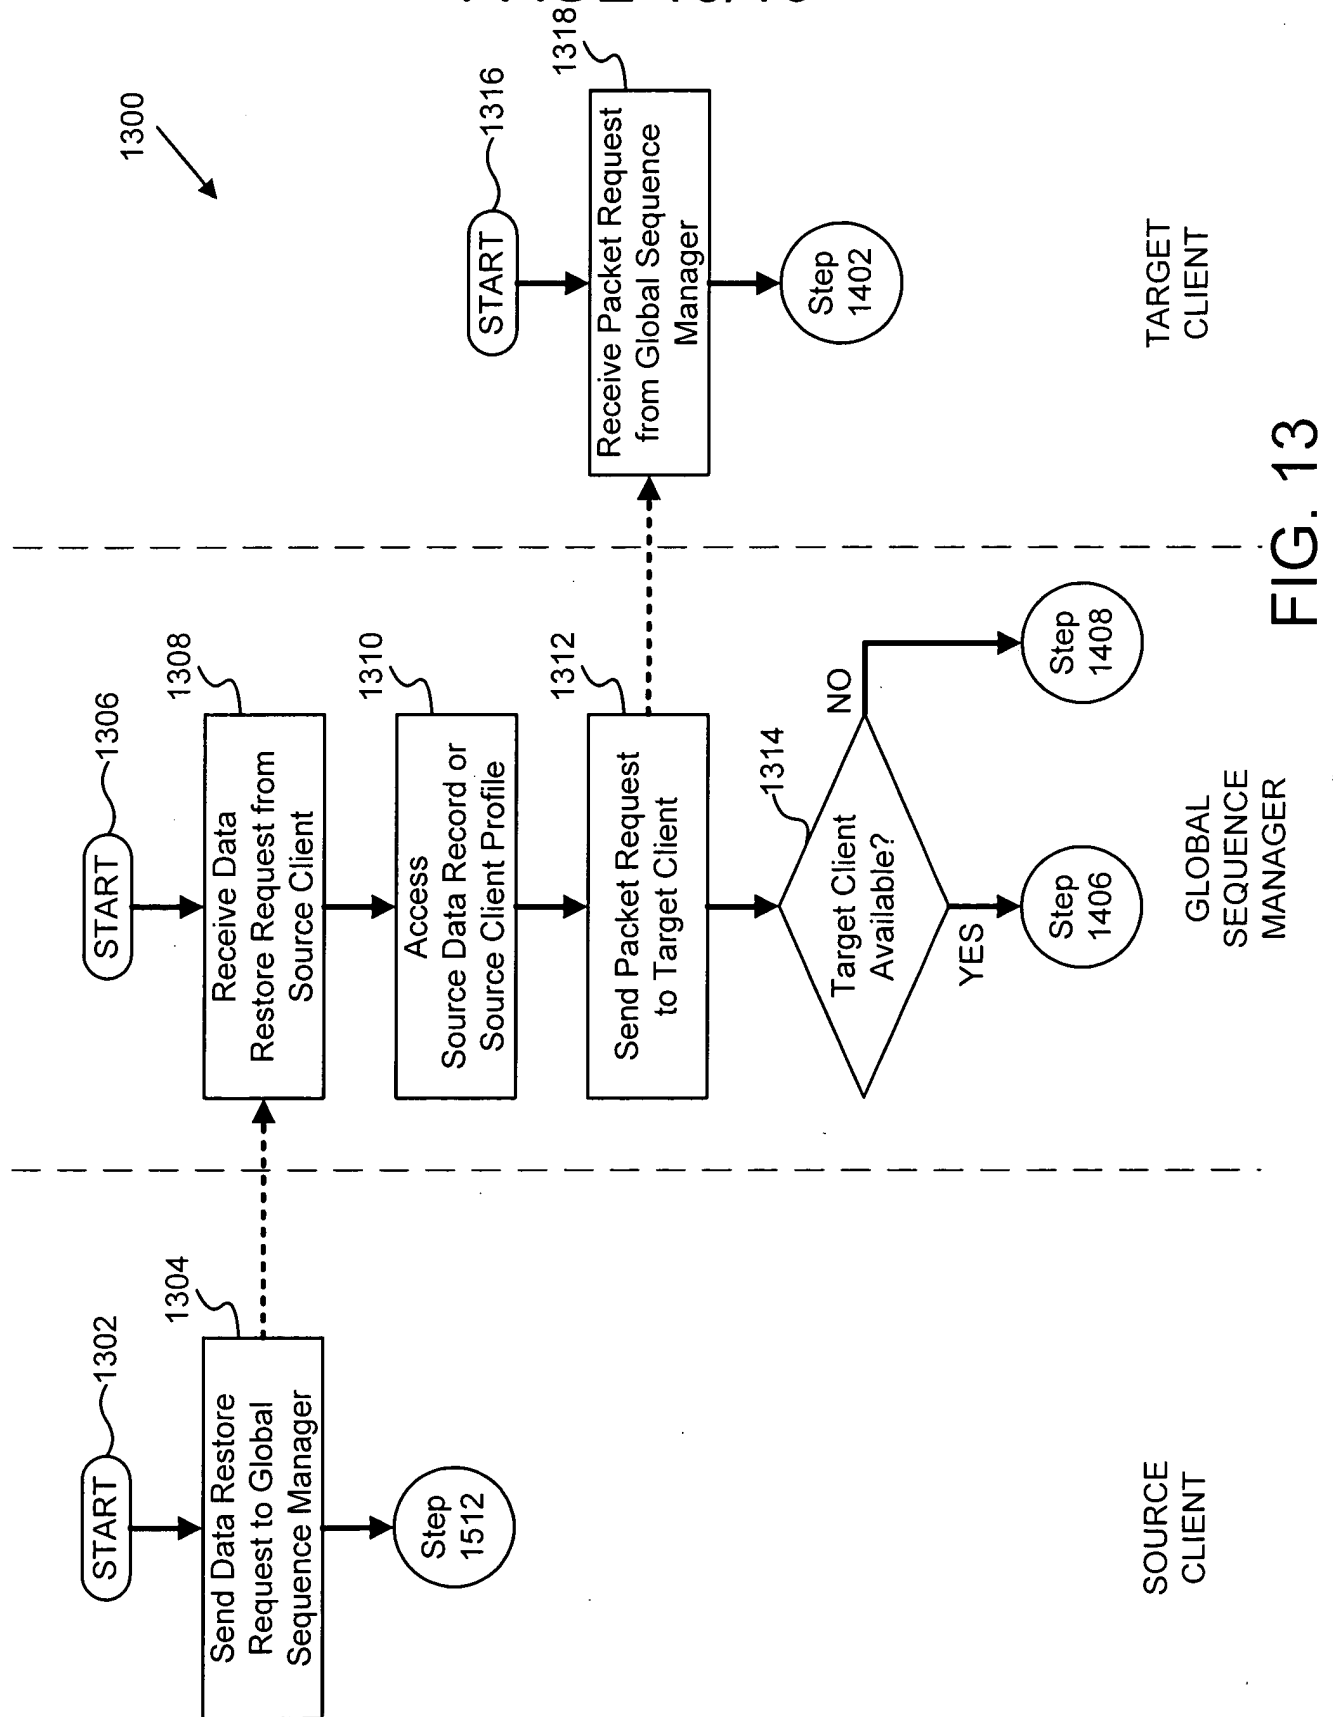 1300
START
1302
Send Data Restore
Request to Global
Sequence Manager
1304
Step
1512
SOURCE
CLIENT
START
1306
Receive Data
Restore Request from
Source Client
1308
Access
Source Data Record or
Source Client Profile
1310
Send Packet Request
to Target Client
1312
Target Client
Available?
1314
NO
YES
Step
1408
Step
1406
GLOBAL
SEQUENCE
MANAGER
START
1316
Receive Packet Request
from Global Sequence
Manager
1318
Step
1402
TARGET
CLIENT
FIG. 13